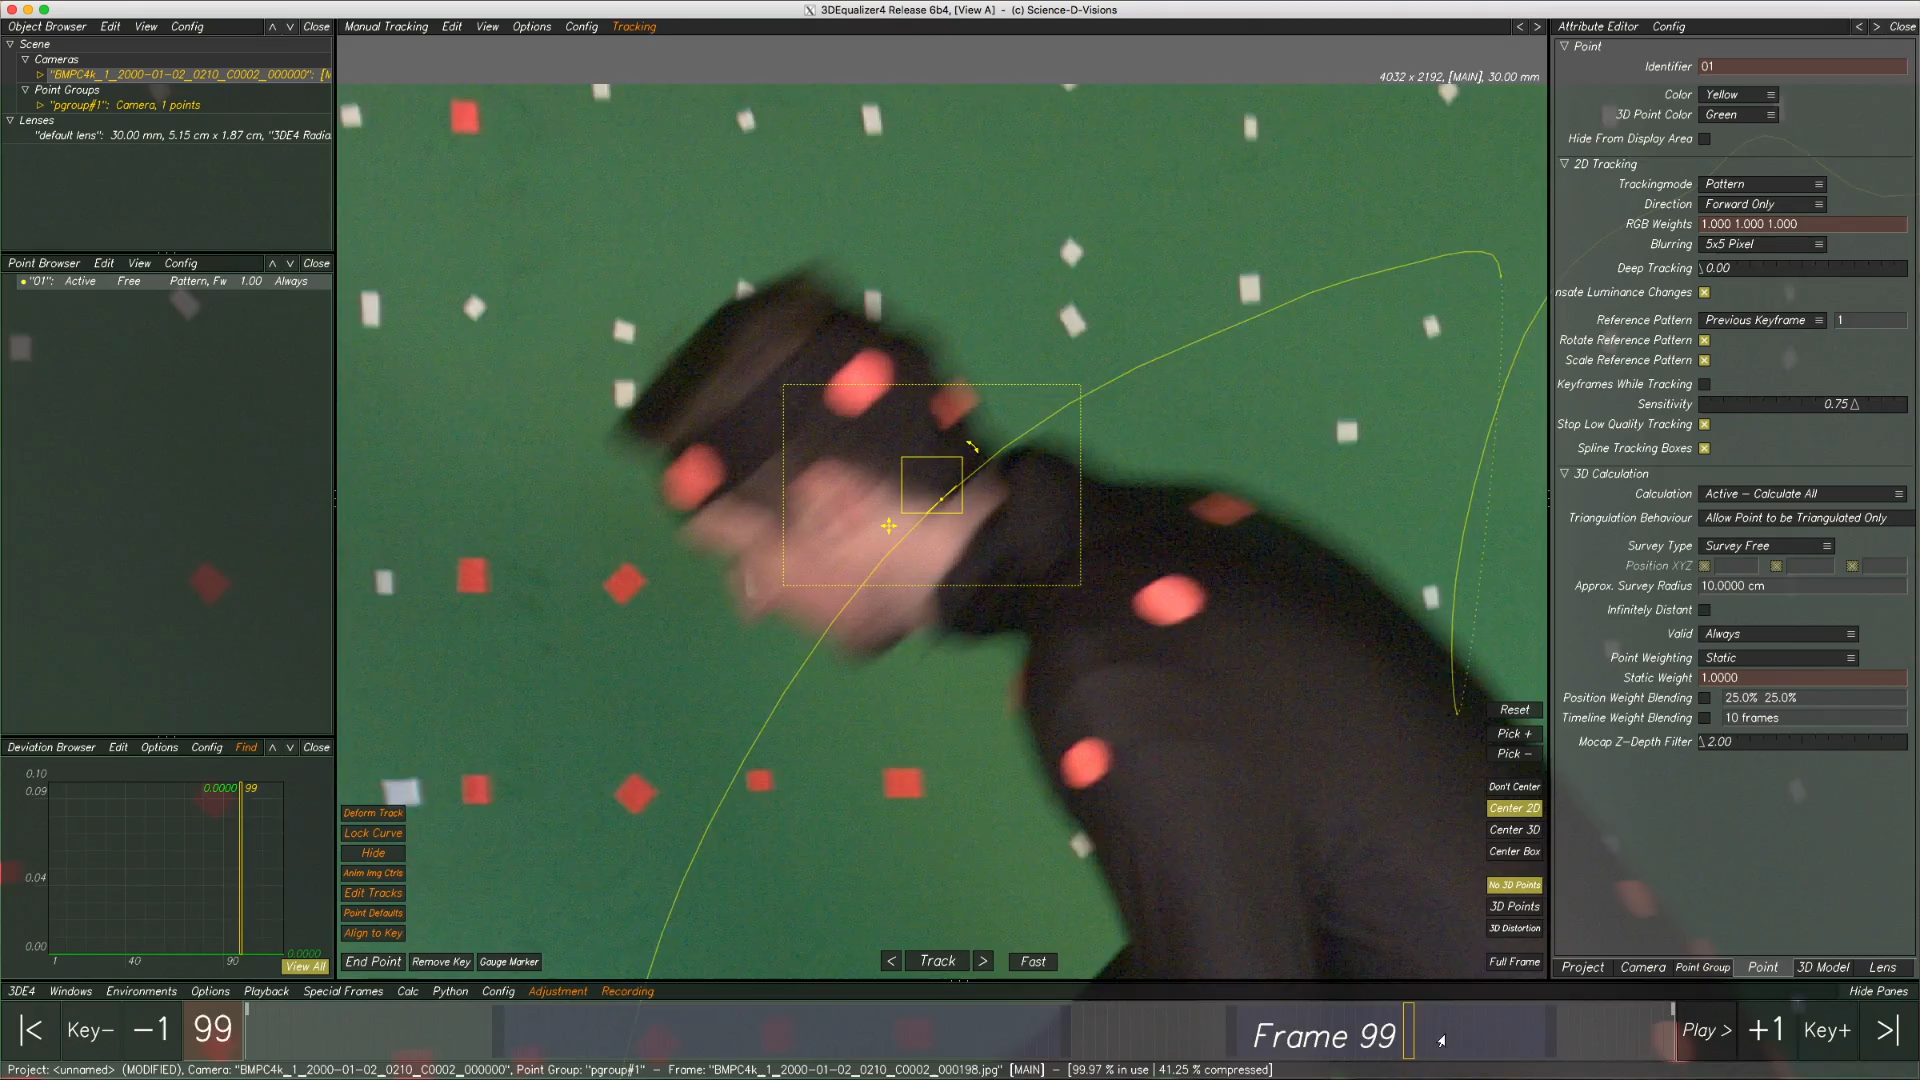 3DEqualizer4 Release 6b4, [View A] - (c) Science-D-Visions
Object Browser Edit View Config Close
Scene
Cameras
"BMPC4k_1_2000-01-02_0210_C0002_000000": [M
Point Groups
"pgroup#1": Camera, 1 points
Lenses
"default lens": 30.00 mm, 5.15 cm x 1.87 cm, "3DE4 Radia
Point Browser Edit View Config Close
"01": Active Free Pattern, Fw 1.00 Always
Deviation Browser Edit Options Config Find Close
0.10
0.09
0.04
0.00
0.0000 99
0.0000
1 40 90
View All
Manual Tracking Edit View Options Config Tracking < >
4032 x 2192, [MAIN], 30.00 mm
Deform Track
Lock Curve
Hide
Anim Img Ctrls
Edit Tracks
Point Defaults
Align to Key
End Point Remove Key Gauge Marker
< Track > Fast
Reset
Pick +
Pick -
Don't Center
Center 2D
Center 3D
Center Box
No 3D Points
3D Points
3D Distortion
Full Frame
Attribute Editor Config < > Close
Point
Identifier 01
Color Yellow
3D Point Color Green
Hide From Display Area
2D Tracking
Trackingmode Pattern
Direction Forward Only
RGB Weights 1.000 1.000 1.000
Blurring 5x5 Pixel
Deep Tracking 0.00
nsate Luminance Changes
Reference Pattern Previous Keyframe 1
Rotate Reference Pattern
Scale Reference Pattern
Keyframes While Tracking
Sensitivity 0.75
Stop Low Quality Tracking
Spline Tracking Boxes
3D Calculation
Calculation Active - Calculate All
Triangulation Behaviour Allow Point to be Triangulated Only
Survey Type Survey Free
Position XYZ
Approx. Survey Radius 10.0000 cm
Infinitely Distant
Valid Always
Point Weighting Static
Static Weight 1.0000
Position Weight Blending 25.0% 25.0%
Timeline Weight Blending 10 frames
Mocap Z-Depth Filter 2.00
Project Camera Point Group Point 3D Model Lens
3DE4 Windows Environments Options Playback Special Frames Calc Python Config Adjustment Recording Hide Panes
|< Key- -1 99 Frame 99 Play > +1 Key+ >|
Project: <unnamed> (MODIFIED), Camera: "BMPC4k_1_2000-01-02_0210_C0002_000000", Point Group: "pgroup#1" - Frame: "BMPC4k_1_2000-01-02_0210_C0002_000198.jpg" [MAIN] - [99.97 % in use | 41.25 % compressed]